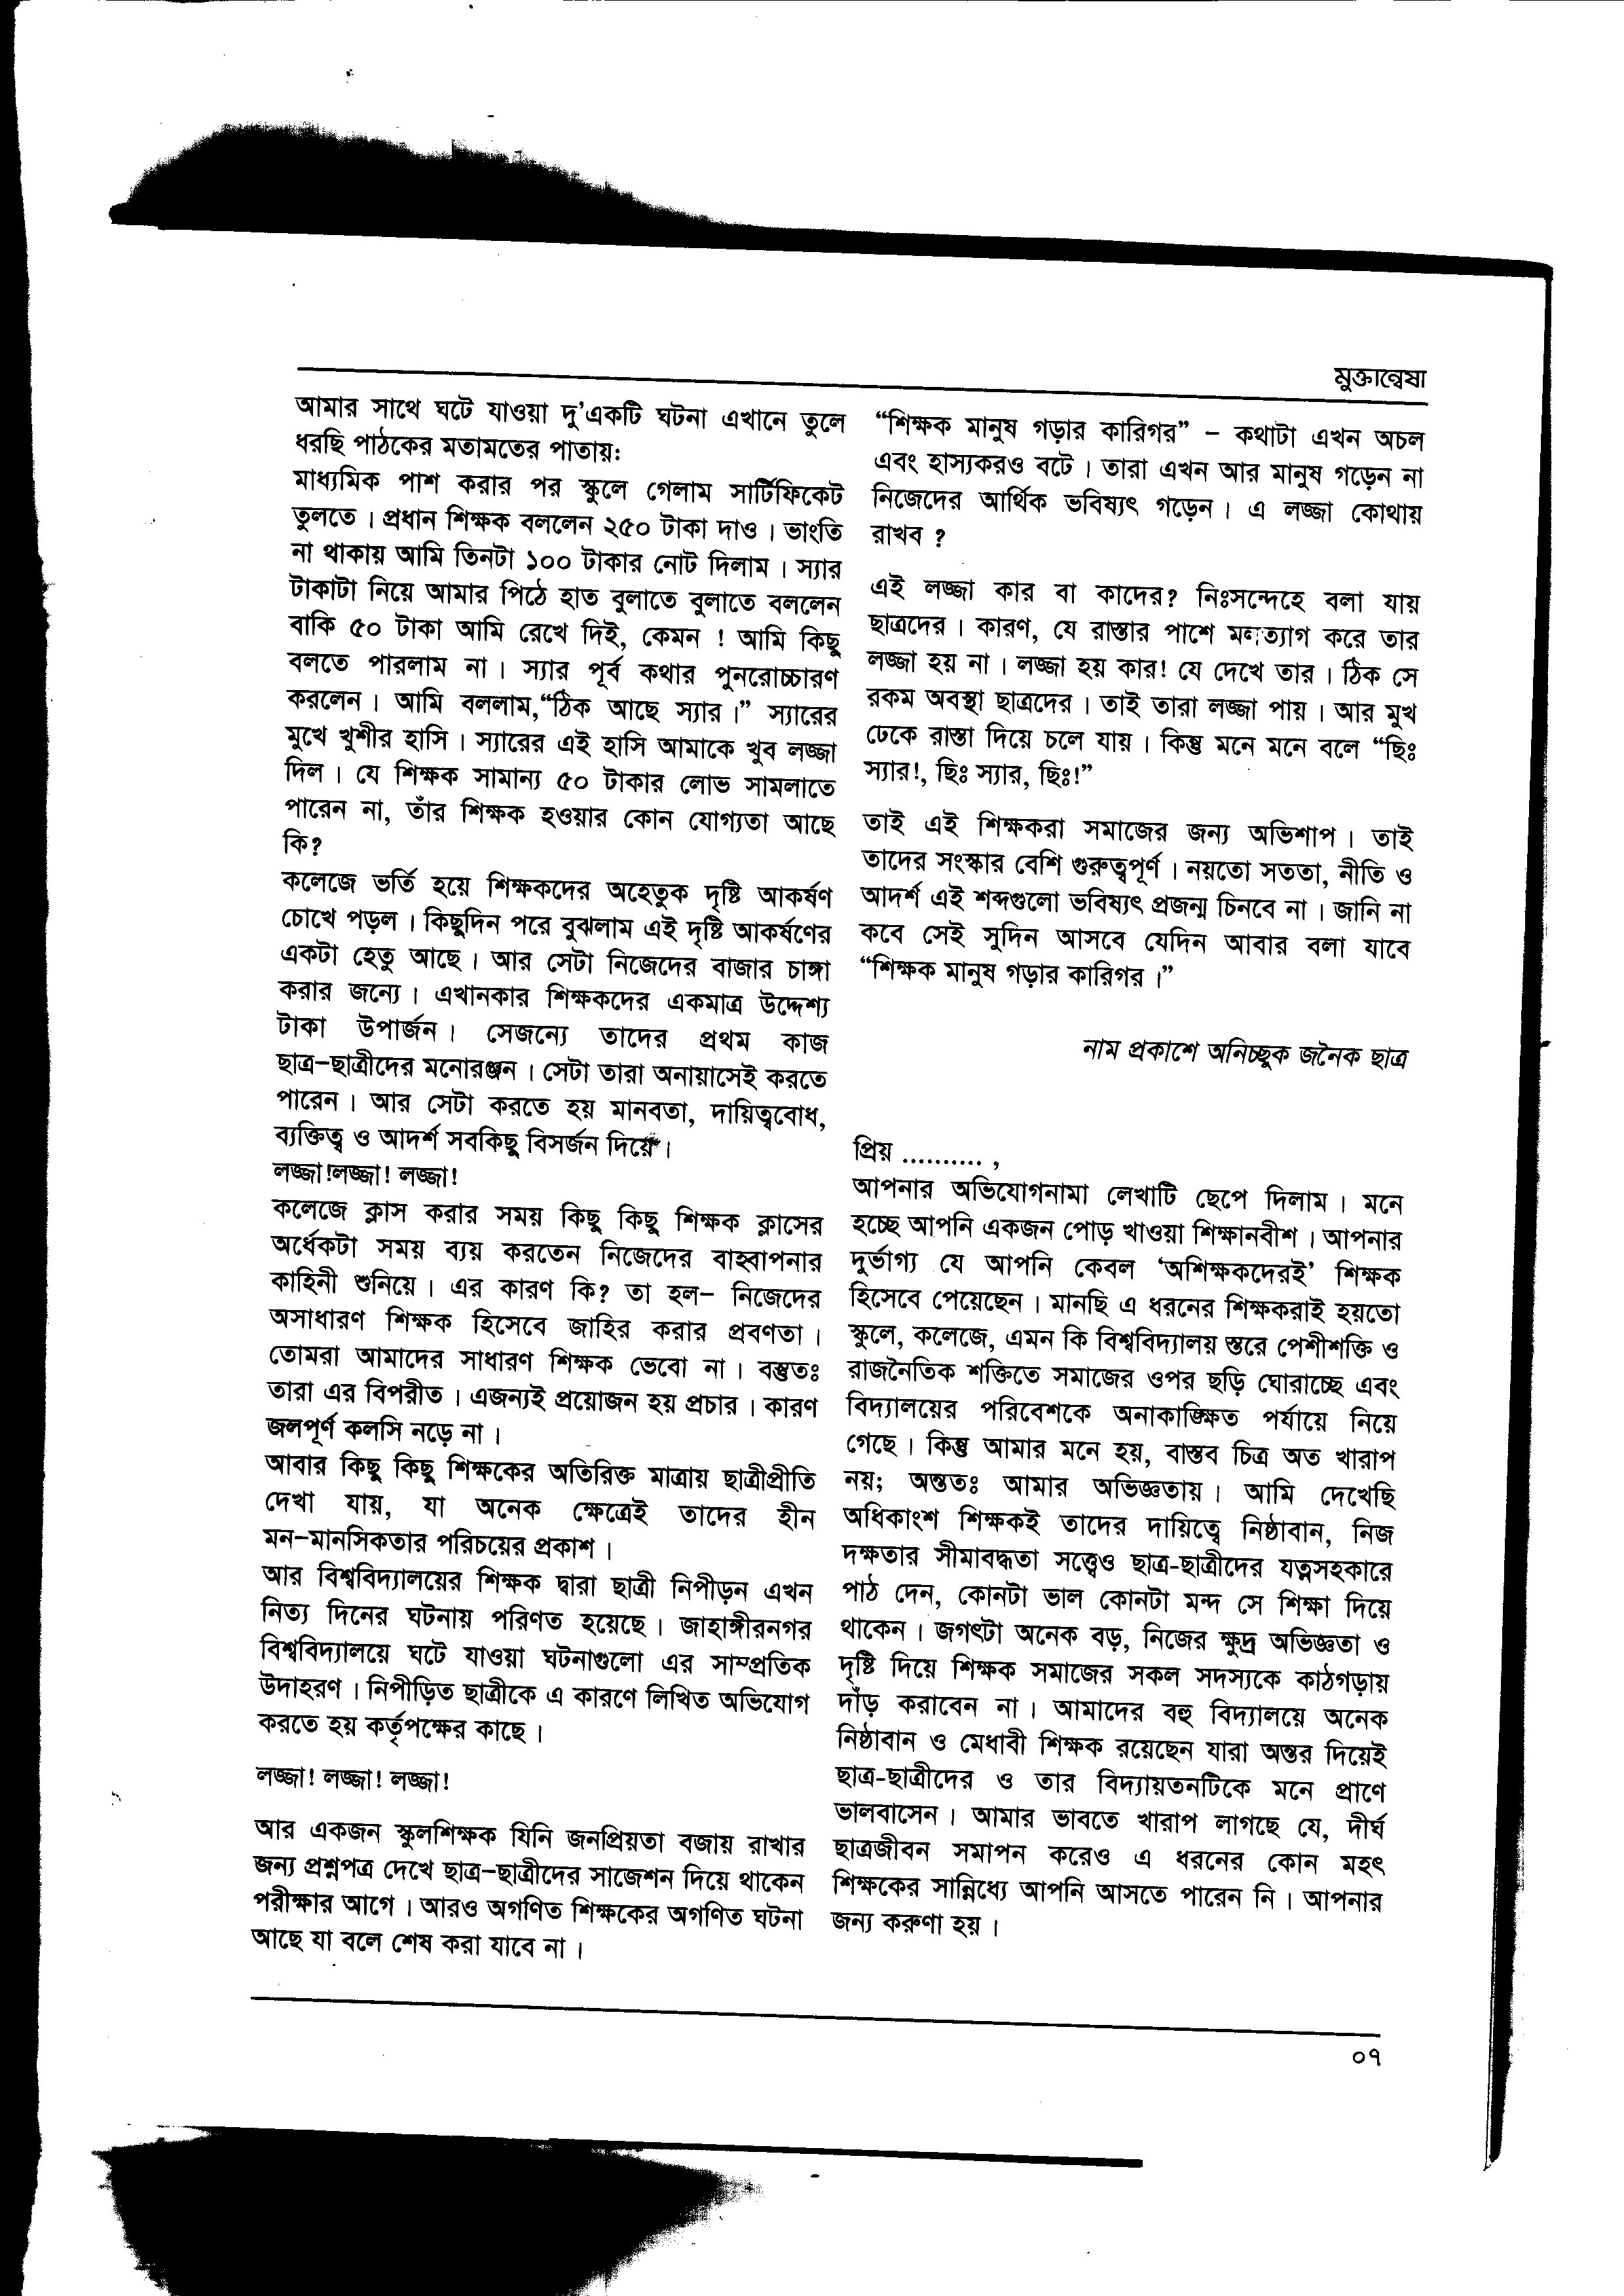 মুক্তান্বেষা
আমার সাথে ঘটে যাওয়া দু'একটি ঘটনা এখানে তুলে
ধরছি পাঠকের মতামতের পাতায়ঃ
মাধ্যমিক পাশ করার পর স্কুলে গেলাম সার্টিফিকেট
তুলতে। প্রধান শিক্ষক বললেন ২৫০ টাকা দাও। ভাংতি
না থাকায় আমি তিনটা ১০০ টাকার নোট দিলাম। স্যার
টাকাটা নিয়ে আমার পিঠে হাত বুলাতে বুলাতে বললেন
বাকি ৫০ টাকা আমি রেখে দিই, কেমন ! আমি কিছু
বলতে পারলাম না। স্যার পূর্ব কথার পুনরোচ্চারণ
করলেন। আমি বললাম,“ঠিক আছে স্যার।” স্যারের
মুখে খুশীর হাসি। স্যারের এই হাসি আমাকে খুব লজ্জা
দিল। যে শিক্ষক সামান্য ৫০ টাকার লোভ সামলাতে
পারেন না, তাঁর শিক্ষক হওয়ার কোন যোগ্যতা আছে
কি?
কলেজে ভর্তি হয়ে শিক্ষকদের অহেতুক দৃষ্টি আকর্ষণ
চোখে পড়ল। কিছুদিন পরে বুঝলাম এই দৃষ্টি আকর্ষণের
একটা হেতু আছে। আর সেটা নিজেদের বাজার চাঙ্গা
করার জন্যে। এখানকার শিক্ষকদের একমাত্র উদ্দেশ্য
টাকা উপার্জন। সেজন্যে তাদের প্রথম কাজ
ছাত্র-ছাত্রীদের মনোরঞ্জন। সেটা তারা অনায়াসেই করতে
পারেন। আর সেটা করতে হয় মানবতা, দায়িত্ববোধ,
ব্যক্তিত্ব ও আদর্শ সবকিছু বিসর্জন দিয়ে।
লজ্জা!লজ্জা! লজ্জা!
কলেজে ক্লাস করার সময় কিছু কিছু শিক্ষক ক্লাসের
অর্ধেকটা সময় ব্যয় করতেন নিজেদের বাহ্বাপনার
কাহিনী শুনিয়ে। এর কারণ কি? তা হল- নিজেদের
অসাধারণ শিক্ষক হিসেবে জাহির করার প্রবণতা।
তোমরা আমাদের সাধারণ শিক্ষক ভেবো না। বস্তুতঃ
তারা এর বিপরীত। এজন্যই প্রয়োজন হয় প্রচার। কারণ
জলপূর্ণ কলসি নড়ে না।
আবার কিছু কিছু শিক্ষকের অতিরিক্ত মাত্রায় ছাত্রীপ্রীতি
দেখা যায়, যা অনেক ক্ষেত্রেই তাদের হীন
মন-মানসিকতার পরিচয়ের প্রকাশ।
আর বিশ্ববিদ্যালয়ের শিক্ষক দ্বারা ছাত্রী নিপীড়ন এখন
নিত্য দিনের ঘটনায় পরিণত হয়েছে। জাহাঙ্গীরনগর
বিশ্ববিদ্যালয়ে ঘটে যাওয়া ঘটনাগুলো এর সাম্প্রতিক
উদাহরণ। নিপীড়িত ছাত্রীকে এ কারণে লিখিত অভিযোগ
করতে হয় কর্তৃপক্ষের কাছে।
লজ্জা! লজ্জা! লজ্জা!
আর একজন স্কুলশিক্ষক যিনি জনপ্রিয়তা বজায় রাখার
জন্য প্রশ্নপত্র দেখে ছাত্র-ছাত্রীদের সাজেশন দিয়ে থাকেন
পরীক্ষার আগে। আরও অগণিত শিক্ষকের অগণিত ঘটনা
আছে যা বলে শেষ করা যাবে না।
“শিক্ষক মানুষ গড়ার কারিগর” – কথাটা এখন অচল
এবং হাস্যকরও বটে। তারা এখন আর মানুষ গড়েন না
নিজেদের আর্থিক ভবিষ্যৎ গড়েন। এ লজ্জা কোথায়
রাখব ?
এই লজ্জা কার বা কাদের? নিঃসন্দেহে বলা যায়
ছাত্রদের। কারণ, যে রাস্তার পাশে মলত্যাগ করে তার
লজ্জা হয় না। লজ্জা হয় কার! যে দেখে তার। ঠিক সে
রকম অবস্থা ছাত্রদের। তাই তারা লজ্জা পায়। আর মুখ
ঢেকে রাস্তা দিয়ে চলে যায়। কিন্তু মনে মনে বলে “ছিঃ
স্যার!, ছিঃ স্যার, ছিঃ!”
তাই এই শিক্ষকরা সমাজের জন্য অভিশাপ। তাই
তাদের সংস্কার বেশি গুরুত্বপূর্ণ। নয়তো সততা, নীতি ও
আদর্শ এই শব্দগুলো ভবিষ্যৎ প্রজন্ম চিনবে না। জানি না
কবে সেই সুদিন আসবে যেদিন আবার বলা যাবে
“শিক্ষক মানুষ গড়ার কারিগর।”
নাম প্রকাশে অনিচ্ছুক জনৈক ছাত্র
প্রিয় .......... ,
আপনার অভিযোগনামা লেখাটি ছেপে দিলাম। মনে
হচ্ছে আপনি একজন পোড় খাওয়া শিক্ষানবীশ। আপনার
দুর্ভাগ্য যে আপনি কেবল ‘অশিক্ষকদেরই’ শিক্ষক
হিসেবে পেয়েছেন। মানছি এ ধরনের শিক্ষকরাই হয়তো
স্কুলে, কলেজে, এমন কি বিশ্ববিদ্যালয় স্তরে পেশীশক্তি ও
রাজনৈতিক শক্তিতে সমাজের ওপর ছড়ি ঘোরাচ্ছে এবং
বিদ্যালয়ের পরিবেশকে অনাকাঙ্ক্ষিত পর্যায়ে নিয়ে
গেছে। কিন্তু আমার মনে হয়, বাস্তব চিত্র অত খারাপ
নয়; অন্ততঃ আমার অভিজ্ঞতায়। আমি দেখেছি
অধিকাংশ শিক্ষকই তাদের দায়িত্বে নিষ্ঠাবান, নিজ
দক্ষতার সীমাবদ্ধতা সত্ত্বেও ছাত্র-ছাত্রীদের যত্নসহকারে
পাঠ দেন, কোনটা ভাল কোনটা মন্দ সে শিক্ষা দিয়ে
থাকেন। জগৎটা অনেক বড়, নিজের ক্ষুদ্র অভিজ্ঞতা ও
দৃষ্টি দিয়ে শিক্ষক সমাজের সকল সদস্যকে কাঠগড়ায়
দাঁড় করাবেন না। আমাদের বহু বিদ্যালয়ে অনেক
নিষ্ঠাবান ও মেধাবী শিক্ষক রয়েছেন যারা অন্তর দিয়েই
ছাত্র-ছাত্রীদের ও তার বিদ্যায়তনটিকে মনে প্রাণে
ভালবাসেন। আমার ভাবতে খারাপ লাগছে যে, দীর্ঘ
ছাত্রজীবন সমাপন করেও এ ধরনের কোন মহৎ
শিক্ষকের সান্নিধ্যে আপনি আসতে পারেন নি। আপনার
জন্য করুণা হয়।
০৭